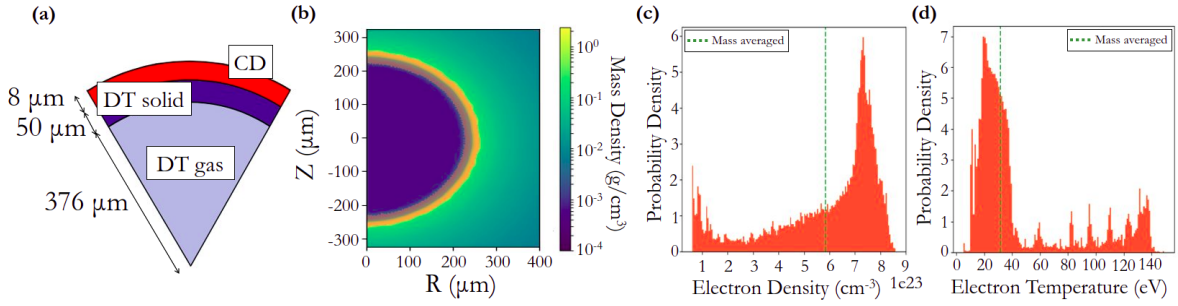 (a)
CD
DT solid
DT gas
8 μm
50 μm
376 μm
(b)
Z (μm)
300
200
100
0
-100
-200
-300
0 100 200 300 400
R (μm)
10⁰
10⁻¹
10⁻²
10⁻³
10⁻⁴
Mass Density (g/cm³)
(c)
Mass averaged
Probability Density
6
5
4
3
2
1
0
1 2 3 4 5 6 7 8 9
1e23
Electron Density (cm⁻³)
(d)
Mass averaged
Probability Density
7
6
5
4
3
2
1
0
0 20 40 60 80 100 120 140
Electron Temperature (eV)